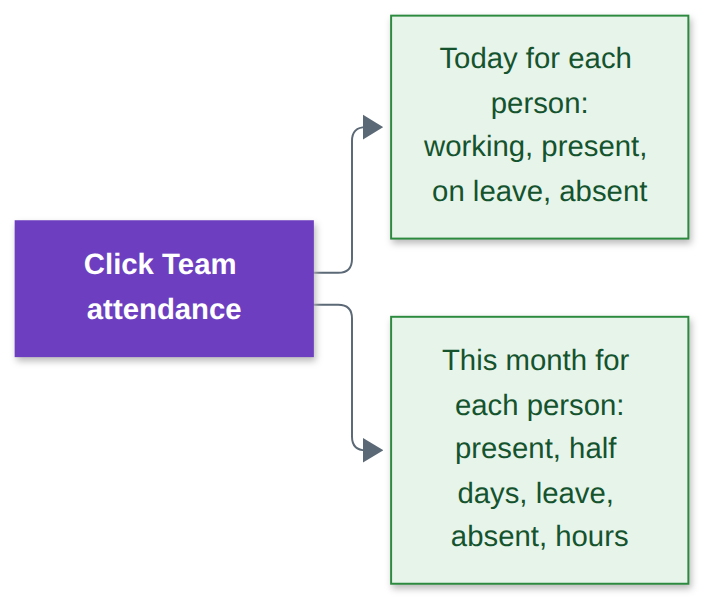 Click Team
attendance
Today for each
person:
working, present,
on leave, absent
This month for
each person:
present, half
days, leave,
absent, hours